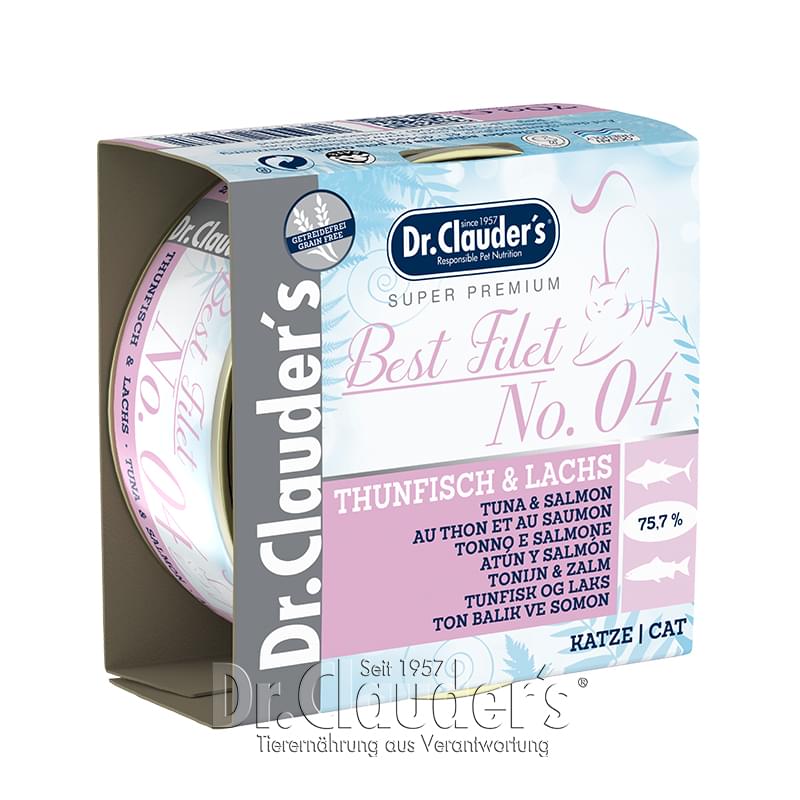 GETREIDEFREI
GRAIN FREE
since 1957
Dr.Clauder's
Responsible Pet Nutrition
SUPER PREMIUM
Best Filet
No. 04
THUNFISCH & LACHS
TUNA & SALMON
AU THON ET AU SAUMON
TONNO E SALMONE
ATÚN Y SALMÓN
TONIJN & ZALM
TUNFISK OG LAKS
TON BALIK VE SOMON
75,7 %
KATZE | CAT
Dr.Clauder's
Dr.Clauder's
Best Filet
No. 04
THUNFISCH & LACHS · TUNA & SALMON
Seit 1957
Dr.Clauder's®
Tierernährung aus Verantwortung